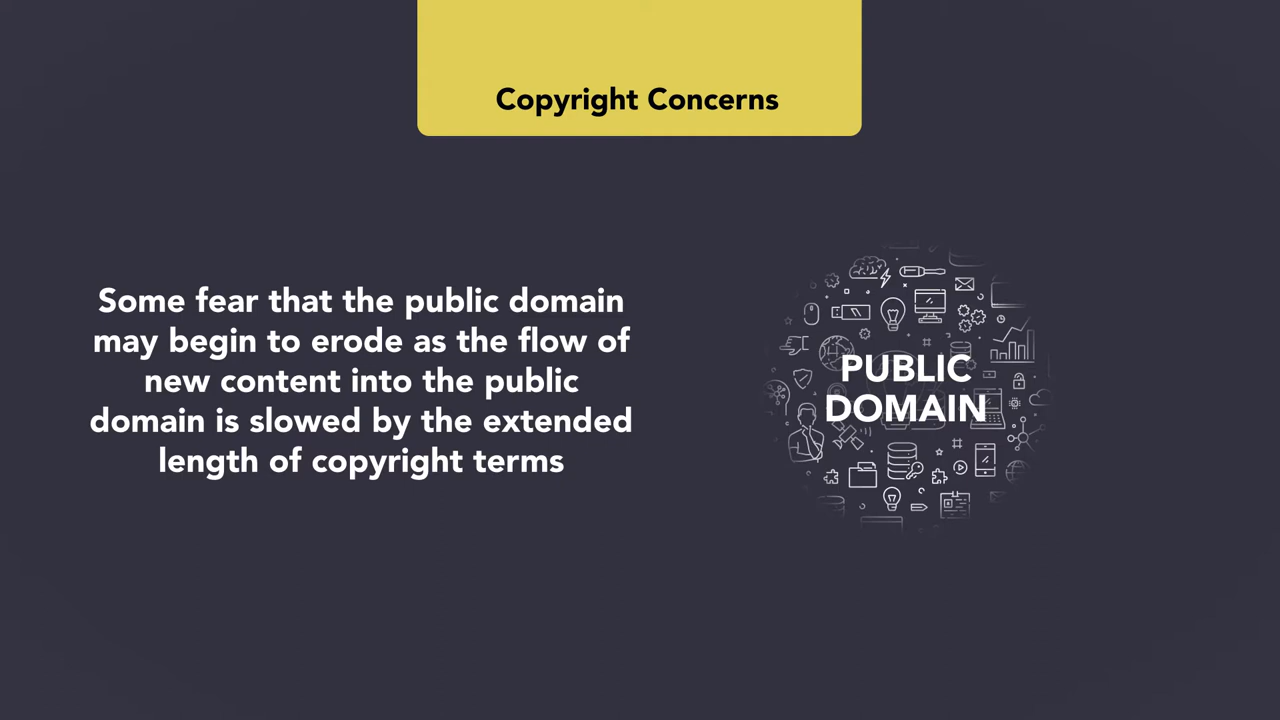 Copyright Concerns
Some fear that the public domain
may begin to erode as the flow of
new content into the public
domain is slowed by the extended
length of copyright terms
PUBLIC
DOMAIN